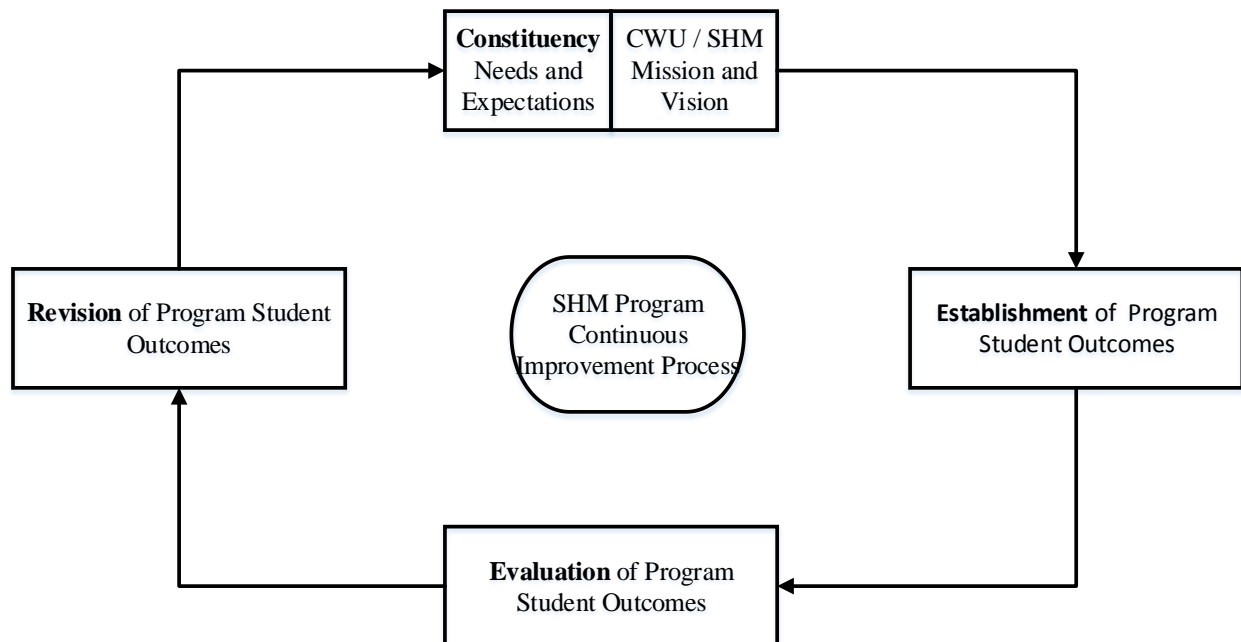 Constituency
Needs and
Expectations
CWU / SHM
Mission and
Vision
Revision of Program Student
Outcomes
SHM Program
Continuous
Improvement Process
Establishment of Program
Student Outcomes
Evaluation of Program
Student Outcomes